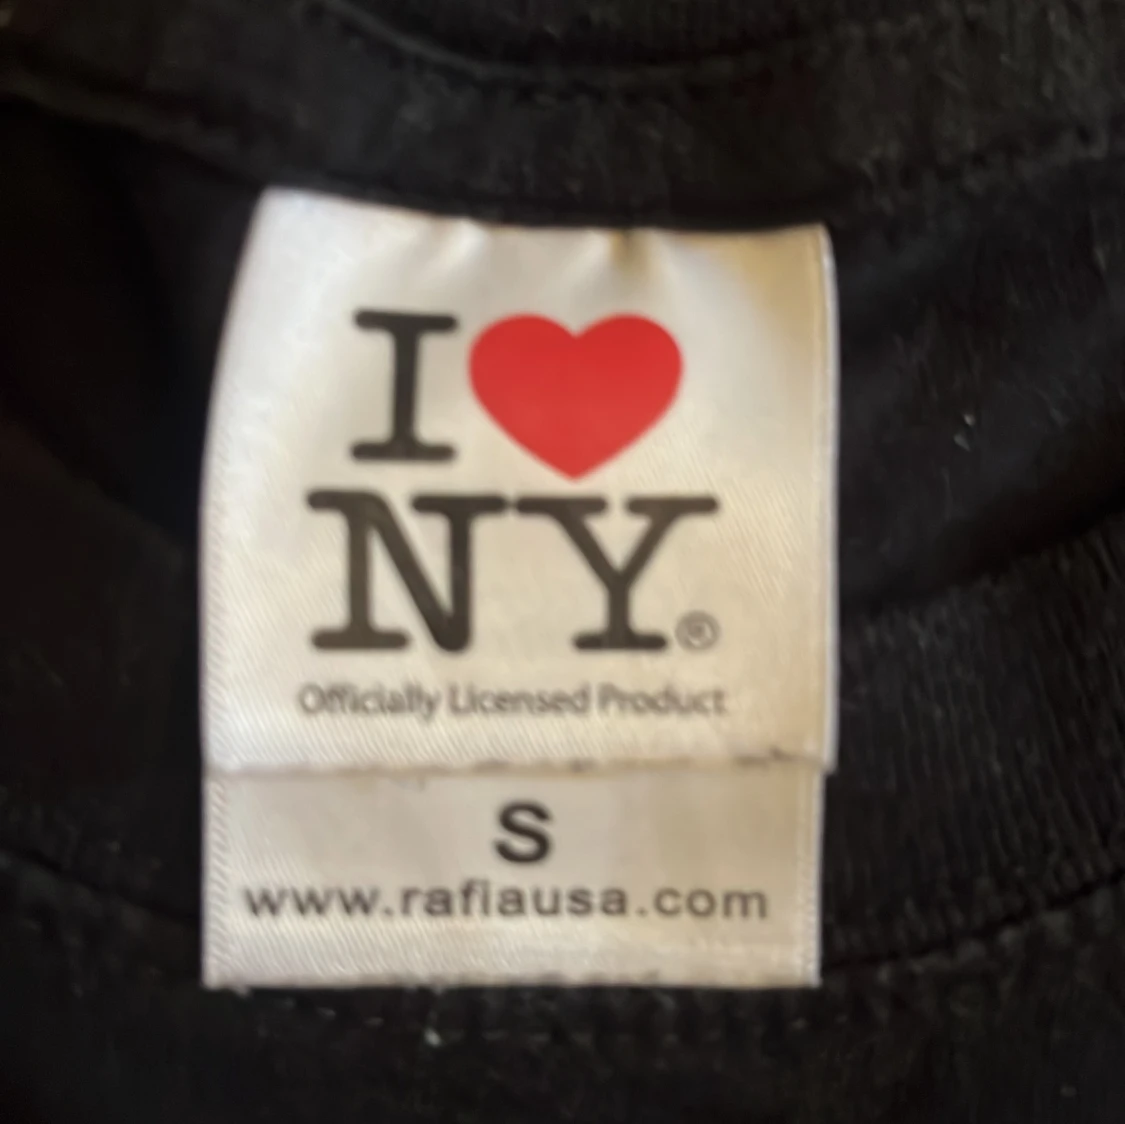 I ❤ NY®
Officially Licensed Product
S
www.rafiausa.com